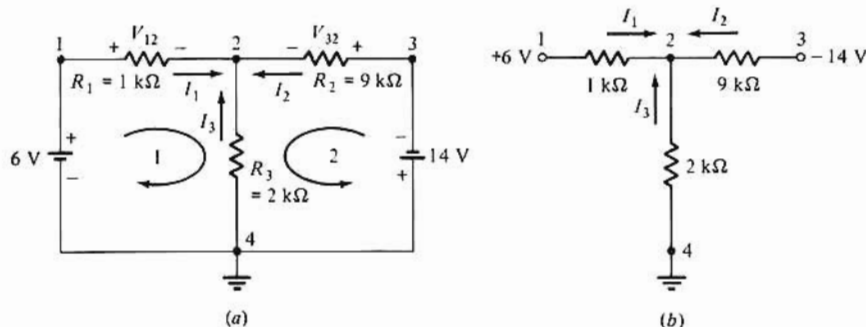 1 + V12 − 2 − V32 + 3
R1 = 1 kΩ I1 I2 R2 = 9 kΩ
I3
6 V + − 1 R3 = 2 kΩ 2 − + 14 V
4
(a)
I1 I2
1 2 3
+6 V 1 kΩ 9 kΩ − 14 V
I3
2 kΩ
4
(b)